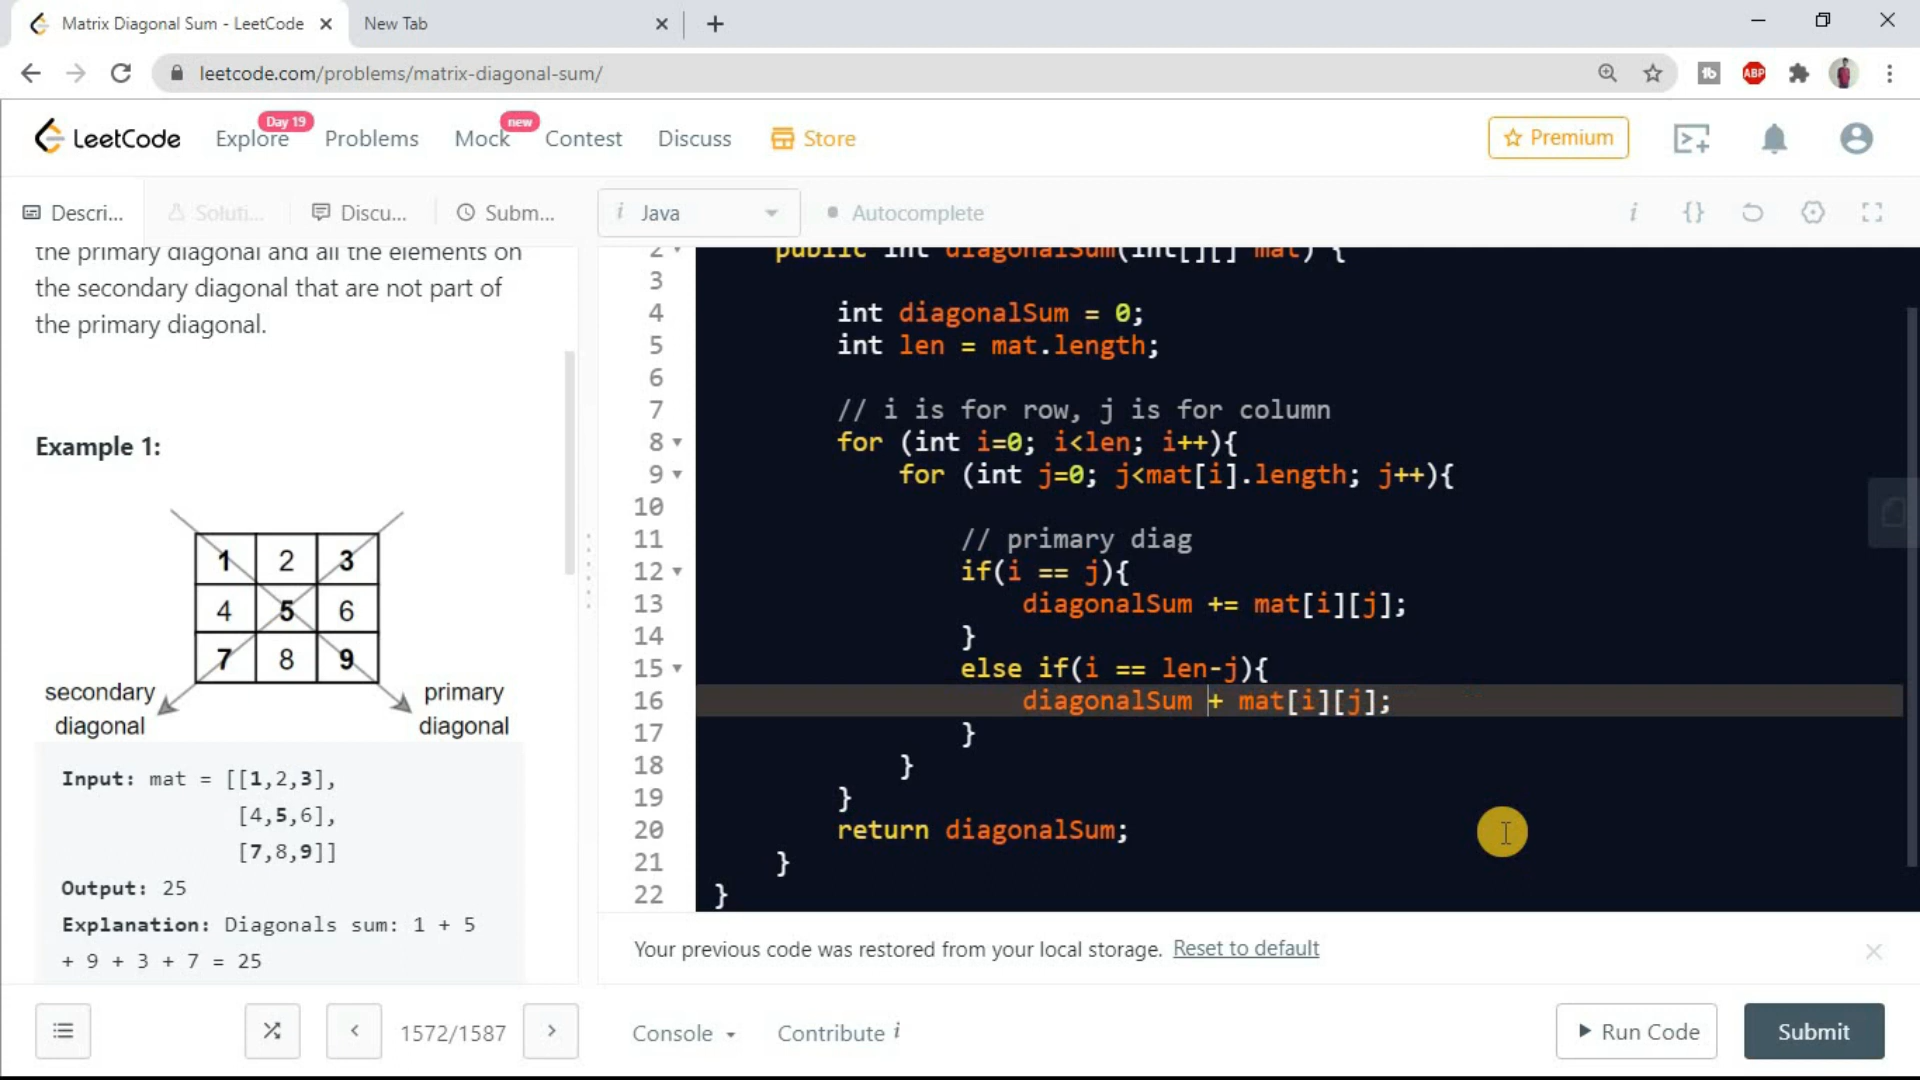 Matrix Diagonal Sum - LeetCode
New Tab
leetcode.com/problems/matrix-diagonal-sum/
ABP
LeetCode
Explore
Day 19
Problems
Mock
new
Contest
Discuss
Store
Premium
Descri...
Soluti...
Discu...
Subm...
i Java
Autocomplete
i {}
the primary diagonal and all the elements on
the secondary diagonal that are not part of
the primary diagonal.
Example 1:
1 2 3
4 5 6
7 8 9
secondary
diagonal
primary
diagonal
Input: mat = [[1,2,3],
[4,5,6],
[7,8,9]]
Output: 25
Explanation: Diagonals sum: 1 + 5
+ 9 + 3 + 7 = 25
2 public int diagonalSum(int[][] mat) {
3
4 int diagonalSum = 0;
5 int len = mat.length;
6
7 // i is for row, j is for column
8 for (int i=0; i<len; i++){
9 for (int j=0; j<mat[i].length; j++){
10
11 // primary diag
12 if(i == j){
13 diagonalSum += mat[i][j];
14 }
15 else if(i == len-j){
16 diagonalSum + mat[i][j];
17 }
18 }
19 }
20 return diagonalSum;
21 }
22 }
Your previous code was restored from your local storage. Reset to default
1572/1587
Console
Contribute i
Run Code
Submit